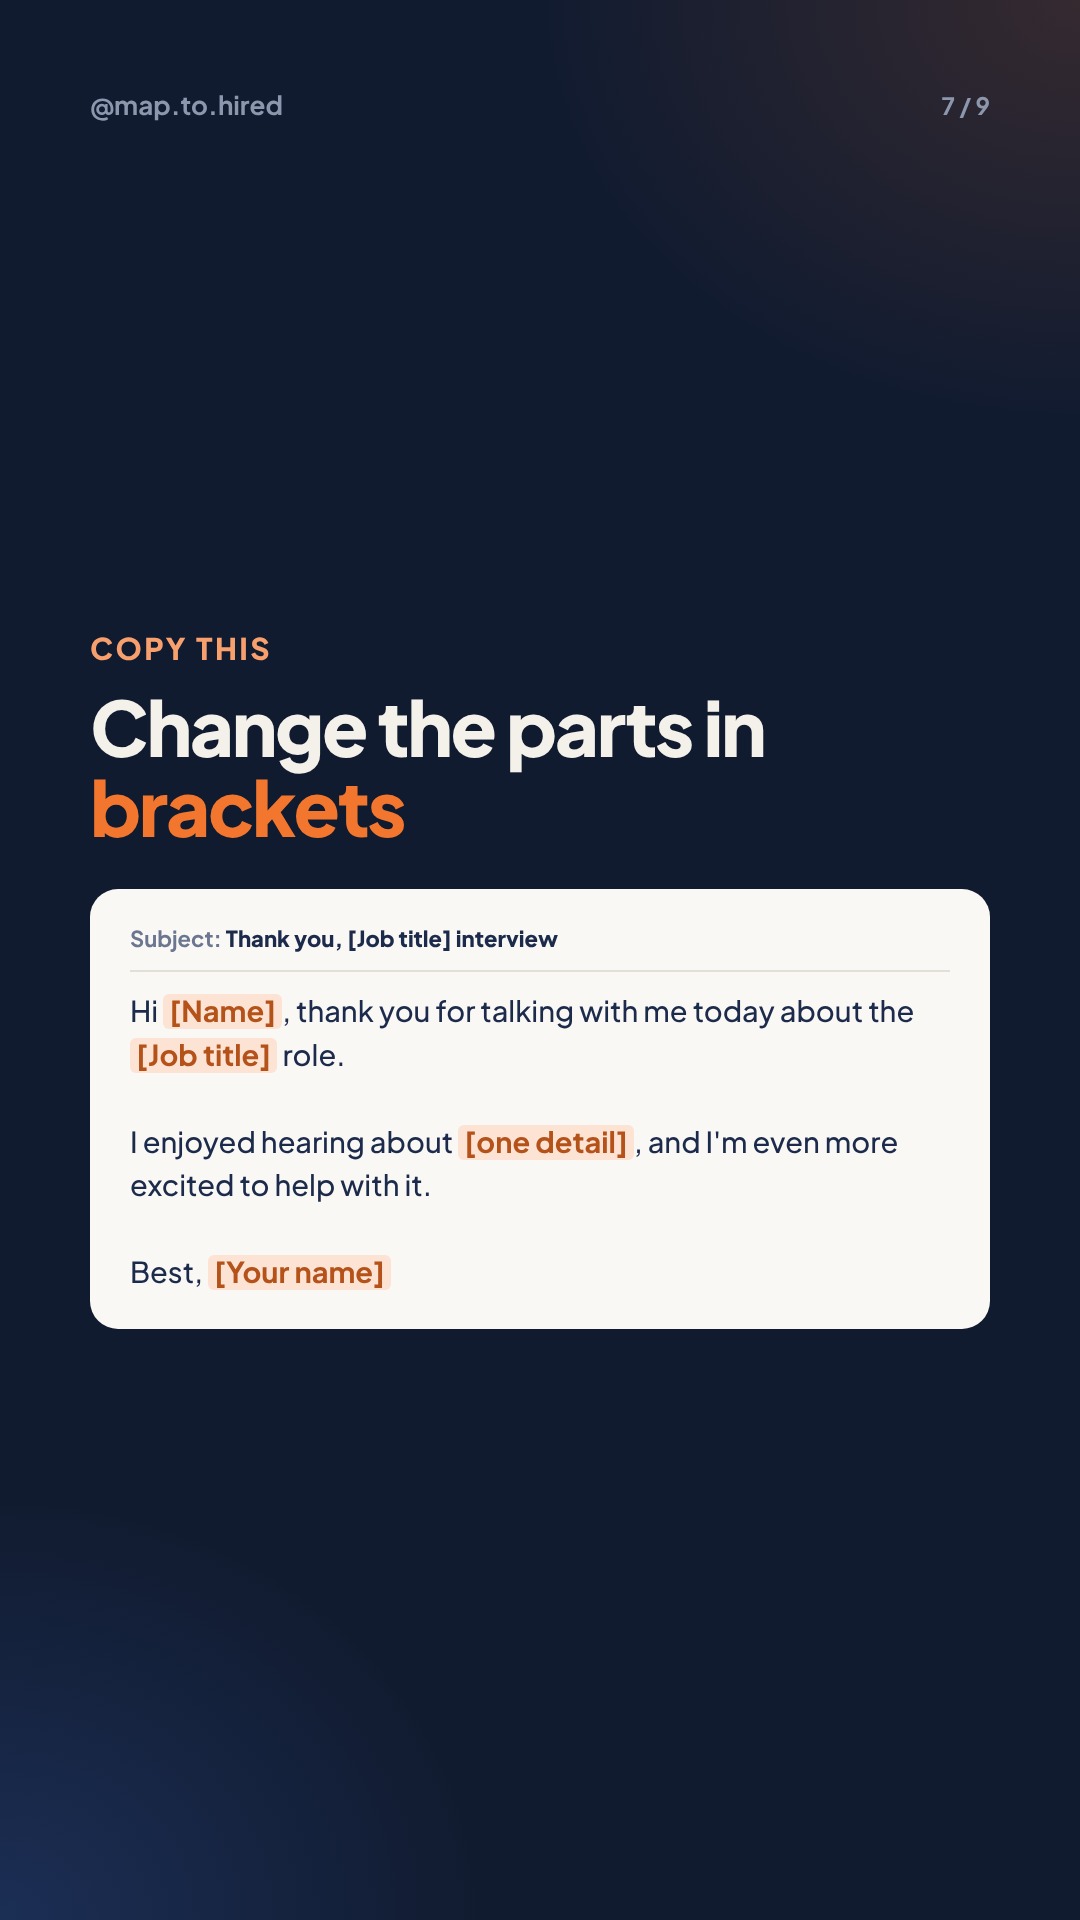 @map.to.hired
7 / 9
COPY THIS
Change the parts in
brackets
Subject: Thank you, [Job title] interview
Hi [Name], thank you for talking with me today about the
[Job title] role.
I enjoyed hearing about [one detail], and I'm even more
excited to help with it.
Best, [Your name]